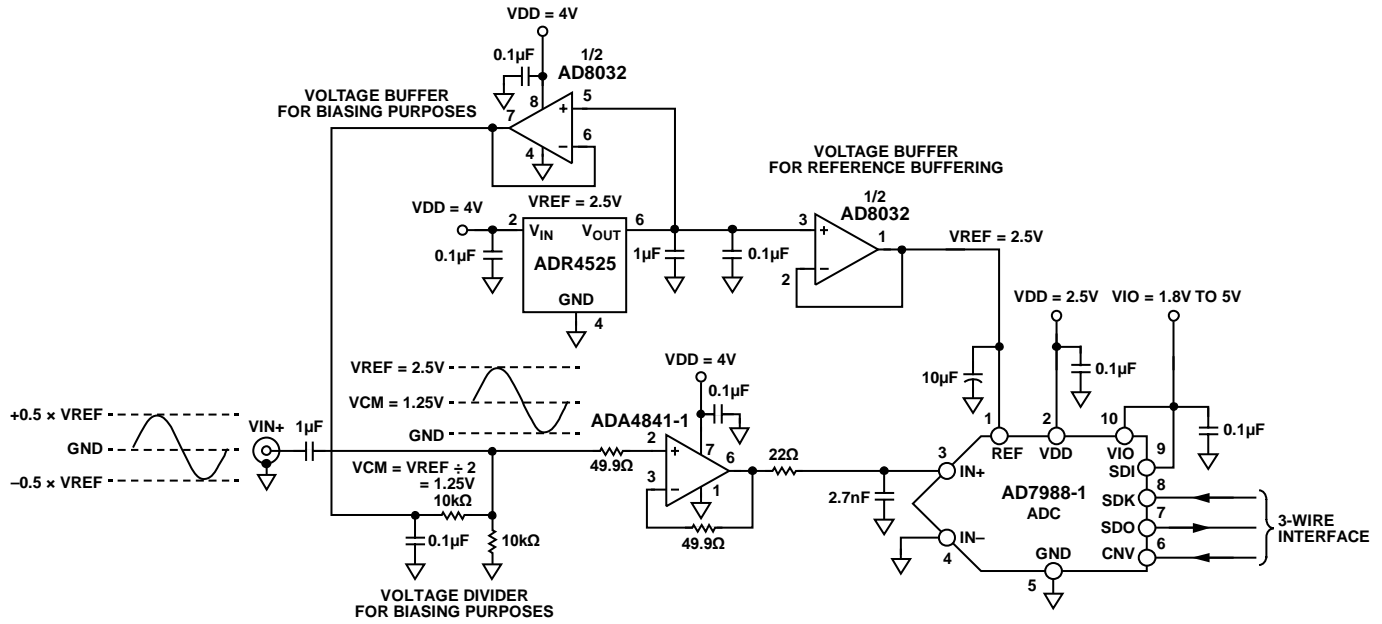 VDD = 4V
0.1µF
1/2
AD8032
VOLTAGE BUFFER
FOR BIASING PURPOSES
7
8
5
+
6
−
4
VOLTAGE BUFFER
FOR REFERENCE BUFFERING
1/2
AD8032
VDD = 4V
VREF = 2.5V
2
VIN
VOUT
6
0.1µF
ADR4525
GND
4
1µF
0.1µF
3
+
1
2
−
VREF = 2.5V
VDD = 2.5V
VIO = 1.8V TO 5V
10µF
0.1µF
0.1µF
VREF = 2.5V
VCM = 1.25V
GND
VDD = 4V
0.1µF
ADA4841-1
+0.5 × VREF
GND
−0.5 × VREF
VIN+
1µF
VCM = VREF ÷ 2
= 1.25V
10kΩ
0.1µF
10kΩ
VOLTAGE DIVIDER
FOR BIASING PURPOSES
49.9Ω
2
+
7
6
3
−
1
49.9Ω
22Ω
2.7nF
1
2
10
REF
VDD
VIO
3
IN+
9
SDI
AD7988-1
ADC
8
SDK
7
SDO
6
CNV
IN−
4
GND
5
3-WIRE
INTERFACE